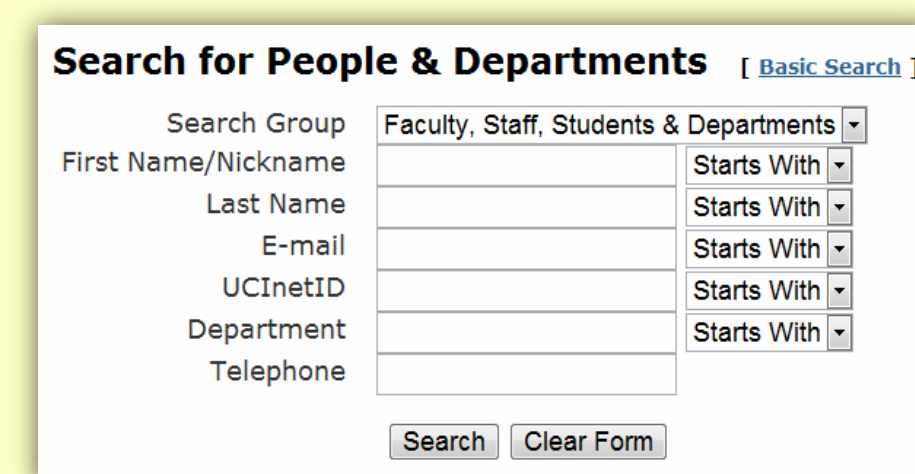 Search for People & Departments [ Basic Search ]
Search Group Faculty, Staff, Students & Departments
First Name/Nickname Starts With
Last Name Starts With
E-mail Starts With
UCInetID Starts With
Department Starts With
Telephone
Search Clear Form